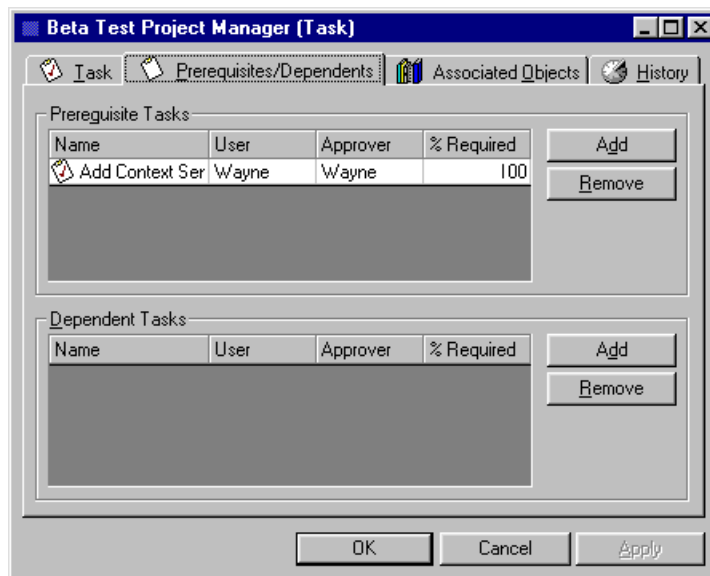 Beta Test Project Manager (Task)
Task Prerequisites/Dependents Associated Objects History
Prerequisite Tasks
Name User Approver % Required Add
Add Context Ser Wayne Wayne 100
Remove
Dependent Tasks
Name User Approver % Required Add
Remove
OK Cancel Apply